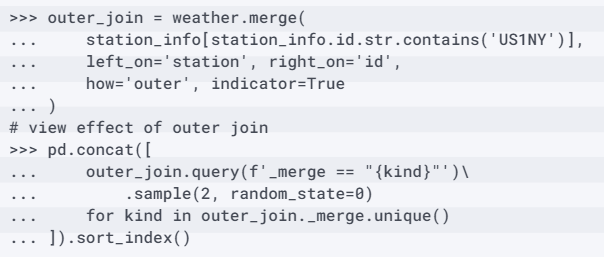 >>> outer_join = weather.merge(
...     station_info[station_info.id.str.contains('US1NY')],
...     left_on='station', right_on='id',
...     how='outer', indicator=True
... )
# view effect of outer join
>>> pd.concat([
...     outer_join.query(f'_merge == "{kind}"')\
...         .sample(2, random_state=0)
...     for kind in outer_join._merge.unique()
... ]).sort_index()